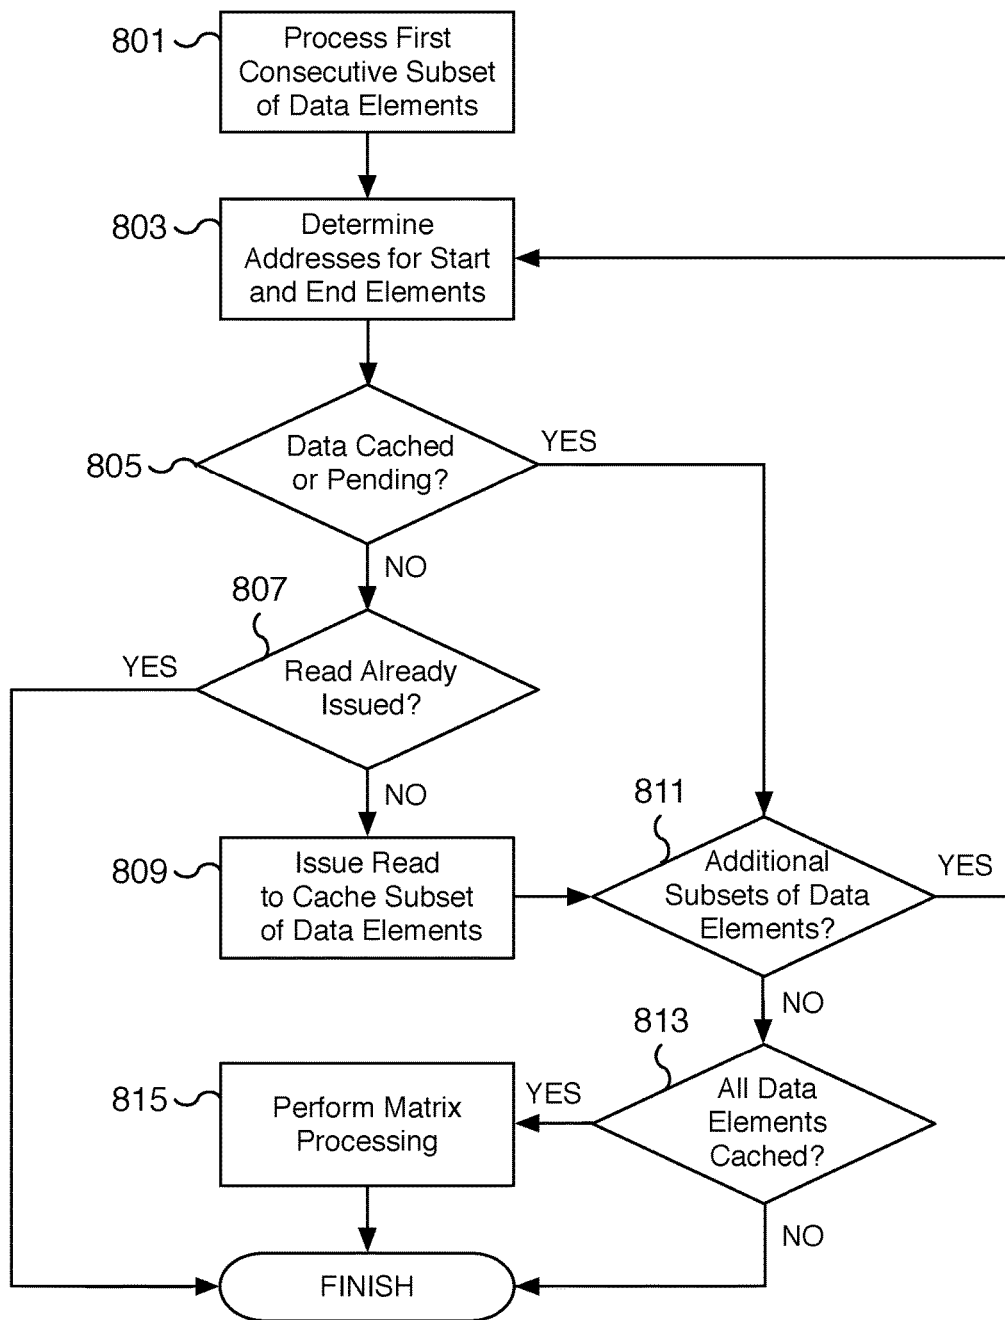 801
Process First
Consecutive Subset
of Data Elements
803
Determine
Addresses for Start
and End Elements
805
Data Cached
or Pending?
YES
NO
807
YES
Read Already
Issued?
NO
809
Issue Read
to Cache Subset
of Data Elements
811
Additional
Subsets of Data
Elements?
YES
NO
813
All Data
Elements
Cached?
YES
NO
815
Perform Matrix
Processing
FINISH